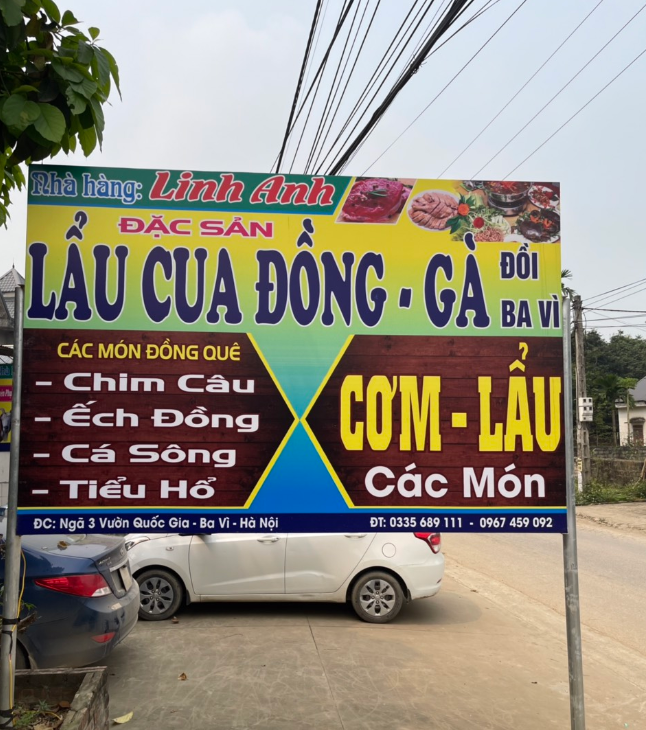 Nhà hàng: Linh Anh
ĐẶC SẢN
LẨU CUA ĐỒNG - GÀ ĐỒI BA VÌ
CÁC MÓN ĐỒNG QUÊ
- Chim Câu
- Ếch Đồng
- Cá Sông
- Tiểu Hổ
CƠM - LẨU
Các Món
ĐC: Ngã 3 Vườn Quốc Gia - Ba Vì - Hà Nội
ĐT: 0335 689 111 - 0967 459 092